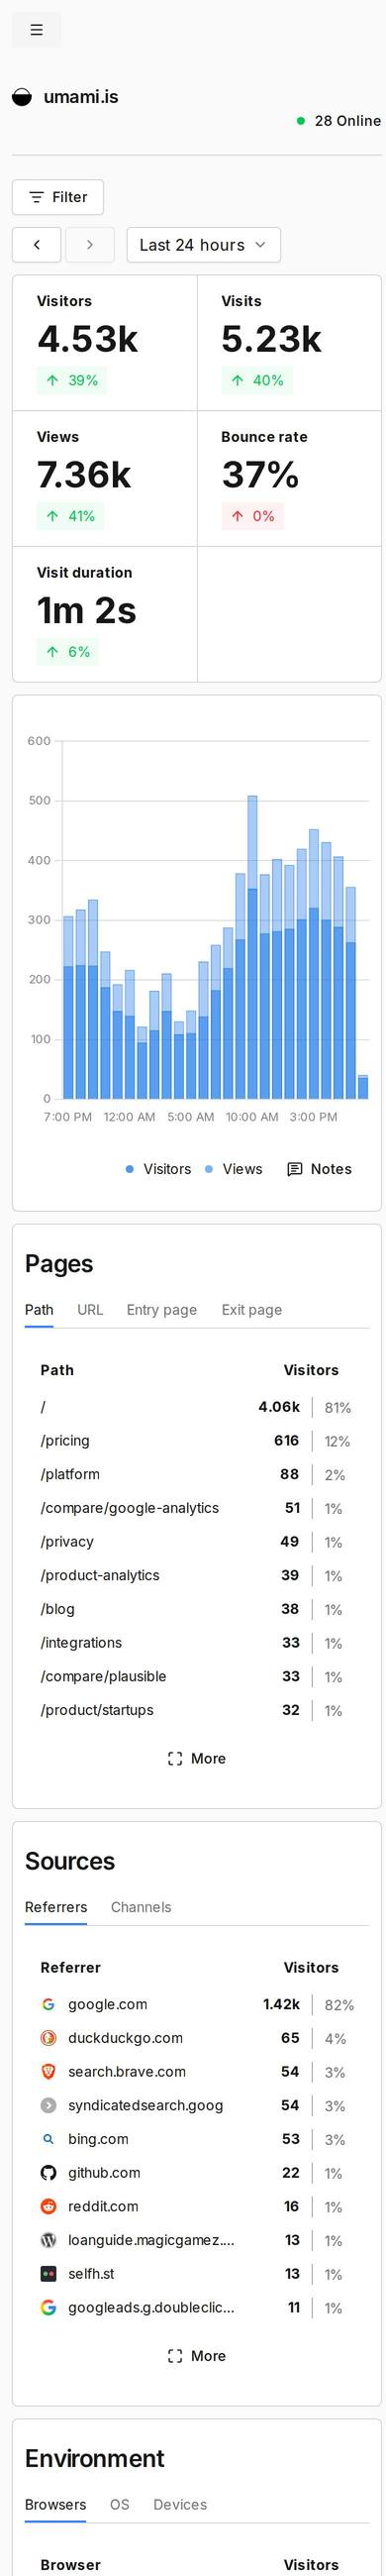 umami.is
28 Online
Filter
Last 24 hours
Visitors Visits
4.53k 5.23k
39% 40%
Views Bounce rate
7.36k 37%
41% 0%
Visit duration
1m 2s
6%
600
500
400
300
200
100
0
7:00 PM 12:00 AM 5:00 AM 10:00 AM 3:00 PM
Visitors Views Notes
Pages
Path URL Entry page Exit page
Path Visitors
/ 4.06k 81%
/pricing 616 12%
/platform 88 2%
/compare/google-analytics 51 1%
/privacy 49 1%
/product-analytics 39 1%
/blog 38 1%
/integrations 33 1%
/compare/plausible 33 1%
/product/startups 32 1%
More
Sources
Referrers Channels
Referrer Visitors
google.com 1.42k 82%
duckduckgo.com 65 4%
search.brave.com 54 3%
syndicatedsearch.goog 54 3%
bing.com 53 3%
github.com 22 1%
reddit.com 16 1%
loanguide.magicgamez.... 13 1%
selfh.st 13 1%
googleads.g.doubleclic... 11 1%
More
Environment
Browsers OS Devices
Browser Visitors